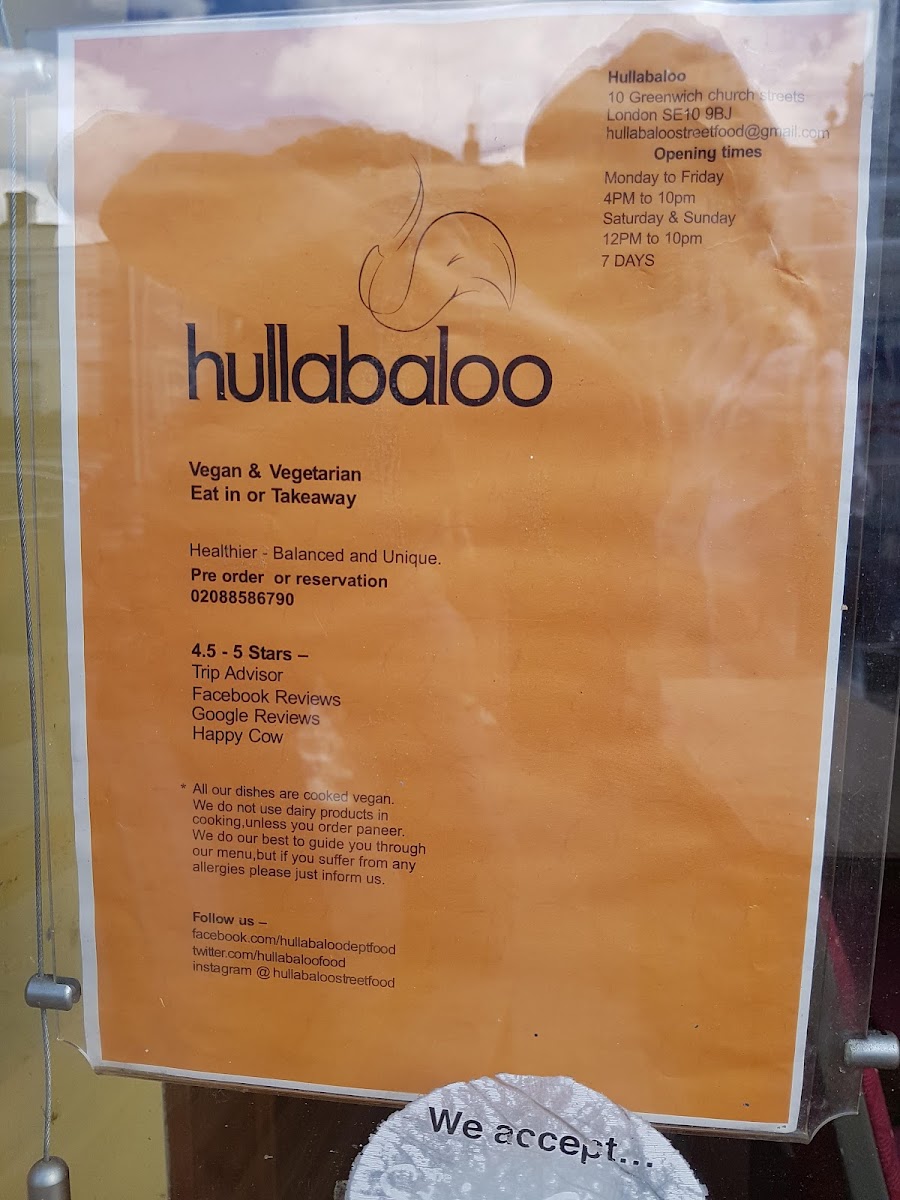 Hullabaloo
10 Greenwich church streets
London SE10 9BJ
hullabaloostreetfood@gmail.com
Opening times
Monday to Friday
4PM to 10pm
Saturday & Sunday
12PM to 10pm
7 DAYS
hullabaloo
Vegan & Vegetarian
Eat in or Takeaway
Healthier - Balanced and Unique.
Pre order or reservation
02088586790
4.5 - 5 Stars –
Trip Advisor
Facebook Reviews
Google Reviews
Happy Cow
* All our dishes are cooked vegan.
We do not use dairy products in
cooking,unless you order paneer.
We do our best to guide you through
our menu,but if you suffer from any
allergies please just inform us.
Follow us –
facebook.com/hullabaloodeptfood
twitter.com/hullabaloofood
instagram @hullabaloostreetfood
We accept...